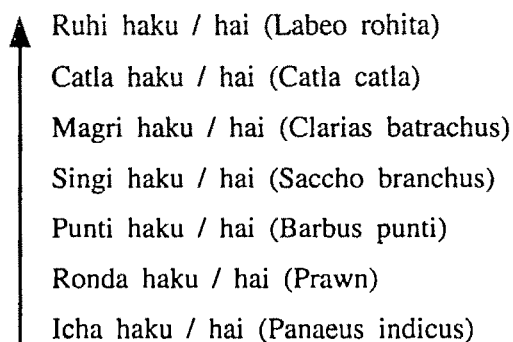 Ruhi haku / hai (Labeo rohita)
Catla haku / hai (Catla catla)
Magri haku / hai (Clarias batrachus)
Singi haku / hai (Saccho branchus)
Punti haku / hai (Barbus punti)
Ronda haku / hai (Prawn)
Icha haku / hai (Panaeus indicus)